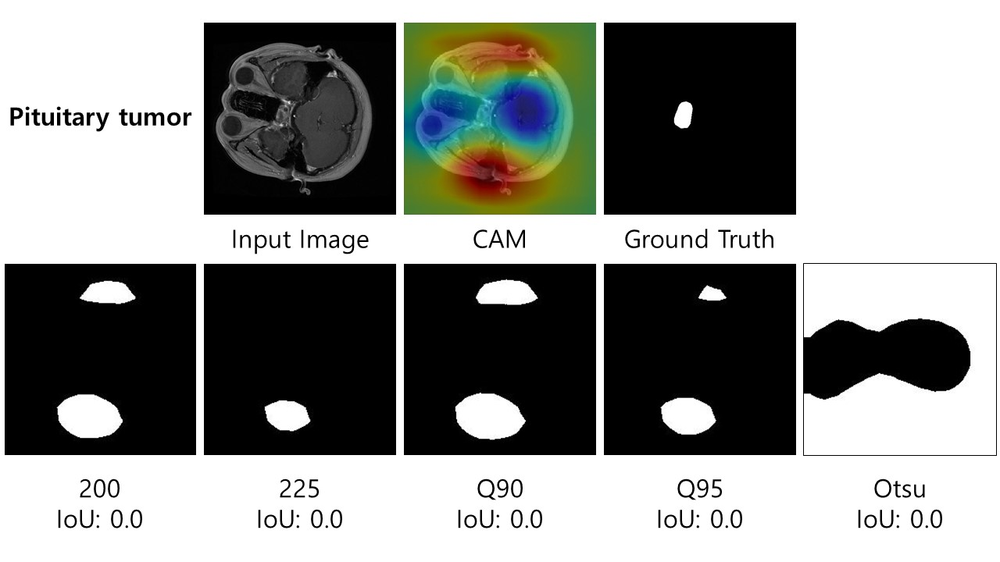 Pituitary tumor
Input Image
CAM
Ground Truth
200
IoU: 0.0
225
IoU: 0.0
Q90
IoU: 0.0
Q95
IoU: 0.0
Otsu
IoU: 0.0